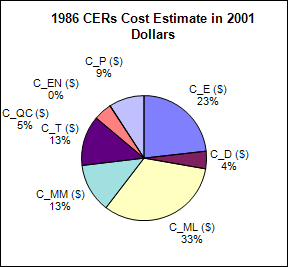 1986 CERs Cost Estimate in 2001
Dollars
C_P ($)
9%
C_EN ($)
0%
C_QC ($)
5%
C_T ($)
13%
C_MM ($)
13%
C_ML ($)
33%
C_D ($)
4%
C_E ($)
23%